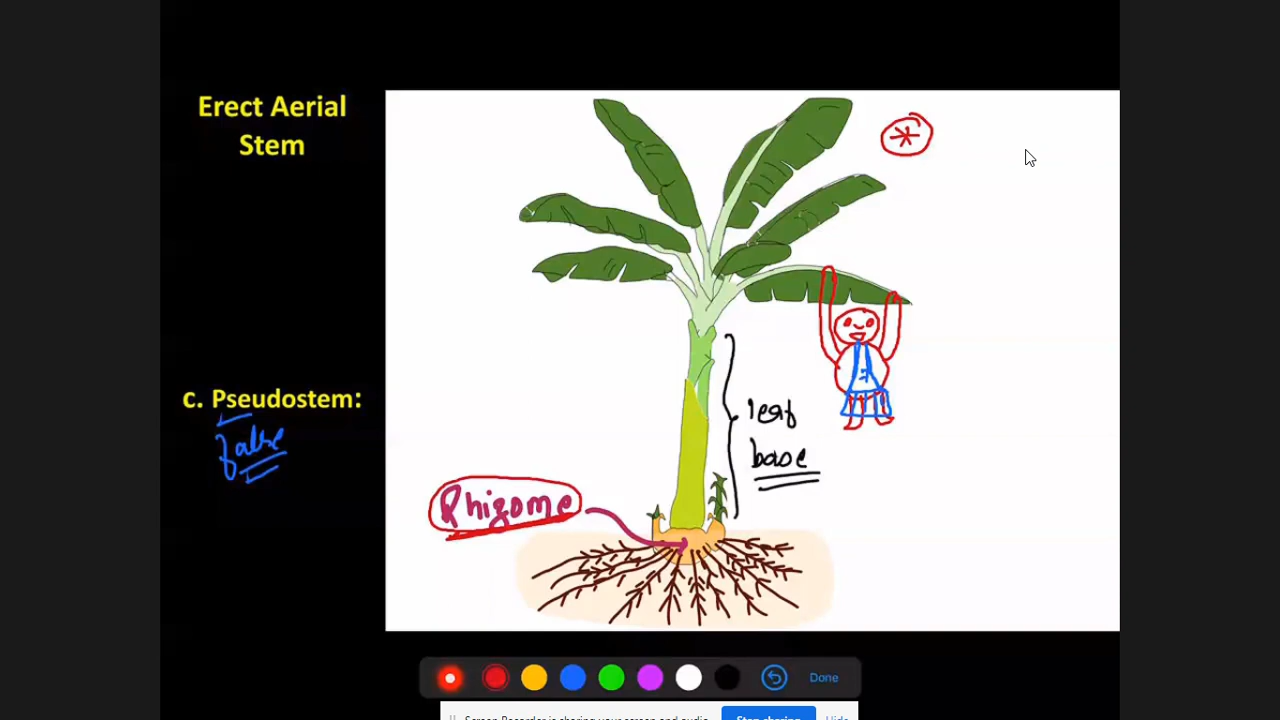 Erect Aerial
Stem
c. Pseudostem:
false
leaf
base
Rhizome
Done